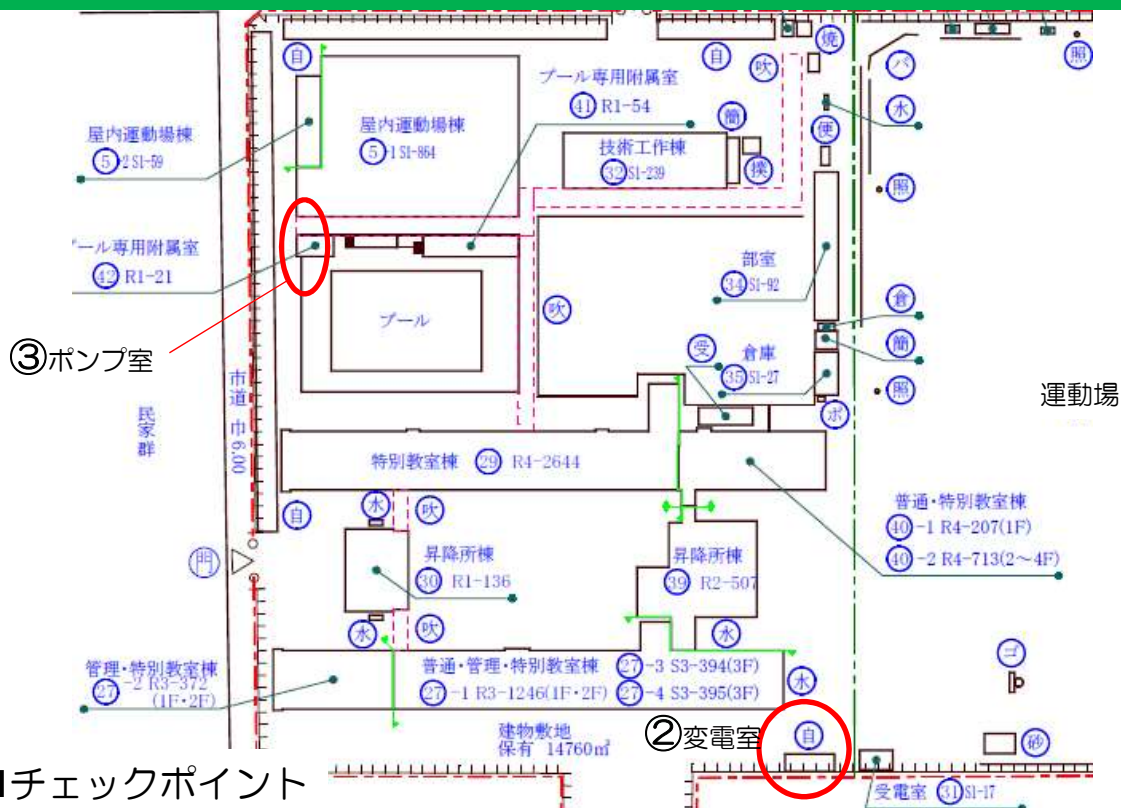 自
自
吹
焼
照
バ
水
便
照
プール専用附属室
㊶ R1-54
簡
技術工作棟
㉜ S1-239
撲
屋内運動場棟
⑤-2 S1-59
屋内運動場棟
⑤-1 S1-864
ール専用附属室
㊷ R1-21
プール
吹
部室
㉞ S1-92
倉
簡
照
ポ
受
倉庫
㉟ S1-27
③ポンプ室
運動場
市道 巾6.00
民家群
特別教室棟 ㉙ R4-2644
自
水
吹
門
昇降所棟
㉚ R1-136
昇降所棟
㊴ R2-507
普通・特別教室棟
㊵-1 R4-207(1F)
㊵-2 R4-713(2～4F)
水
吹
水
管理・特別教室棟
㉗-2 R3-372
(1F・2F)
普通・管理・特別教室棟 ㉗-3 S3-394(3F)
㉗-1 R3-1246(1F・2F) ㉗-4 S3-395(3F)
水
ゴ
建物敷地
保有 14760㎡
②変電室
自
砂
受電室 ㉛ S1-17
チェックポイント